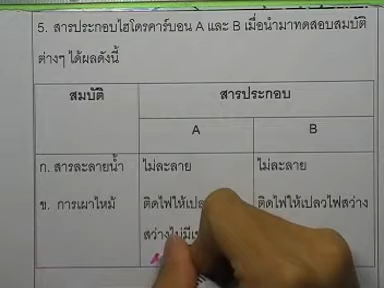 5. สารประกอบไฮโดรคาร์บอน A และ B เมื่อนำมาทดสอบสมบัติ
ต่างๆ ได้ผลดังนี้
สมบัติ สารประกอบ
A B
ก. สารละลายน้ำ ไม่ละลาย ไม่ละลาย
ข. การเผาไหม้ ติดไฟให้เปลว ติดไฟให้เปลวไฟสว่าง
สว่างไม่มี